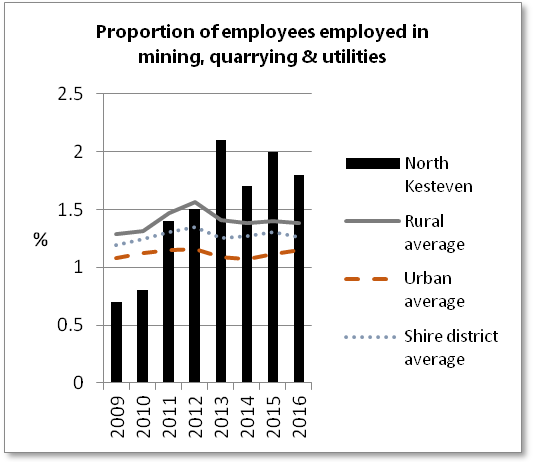 Proportion of employees employed in
mining, quarrying & utilities
2.5
2
1.5
1
0.5
0
%
2009
2010
2011
2012
2013
2014
2015
2016
North
Kesteven
Rural
average
Urban
average
Shire district
average